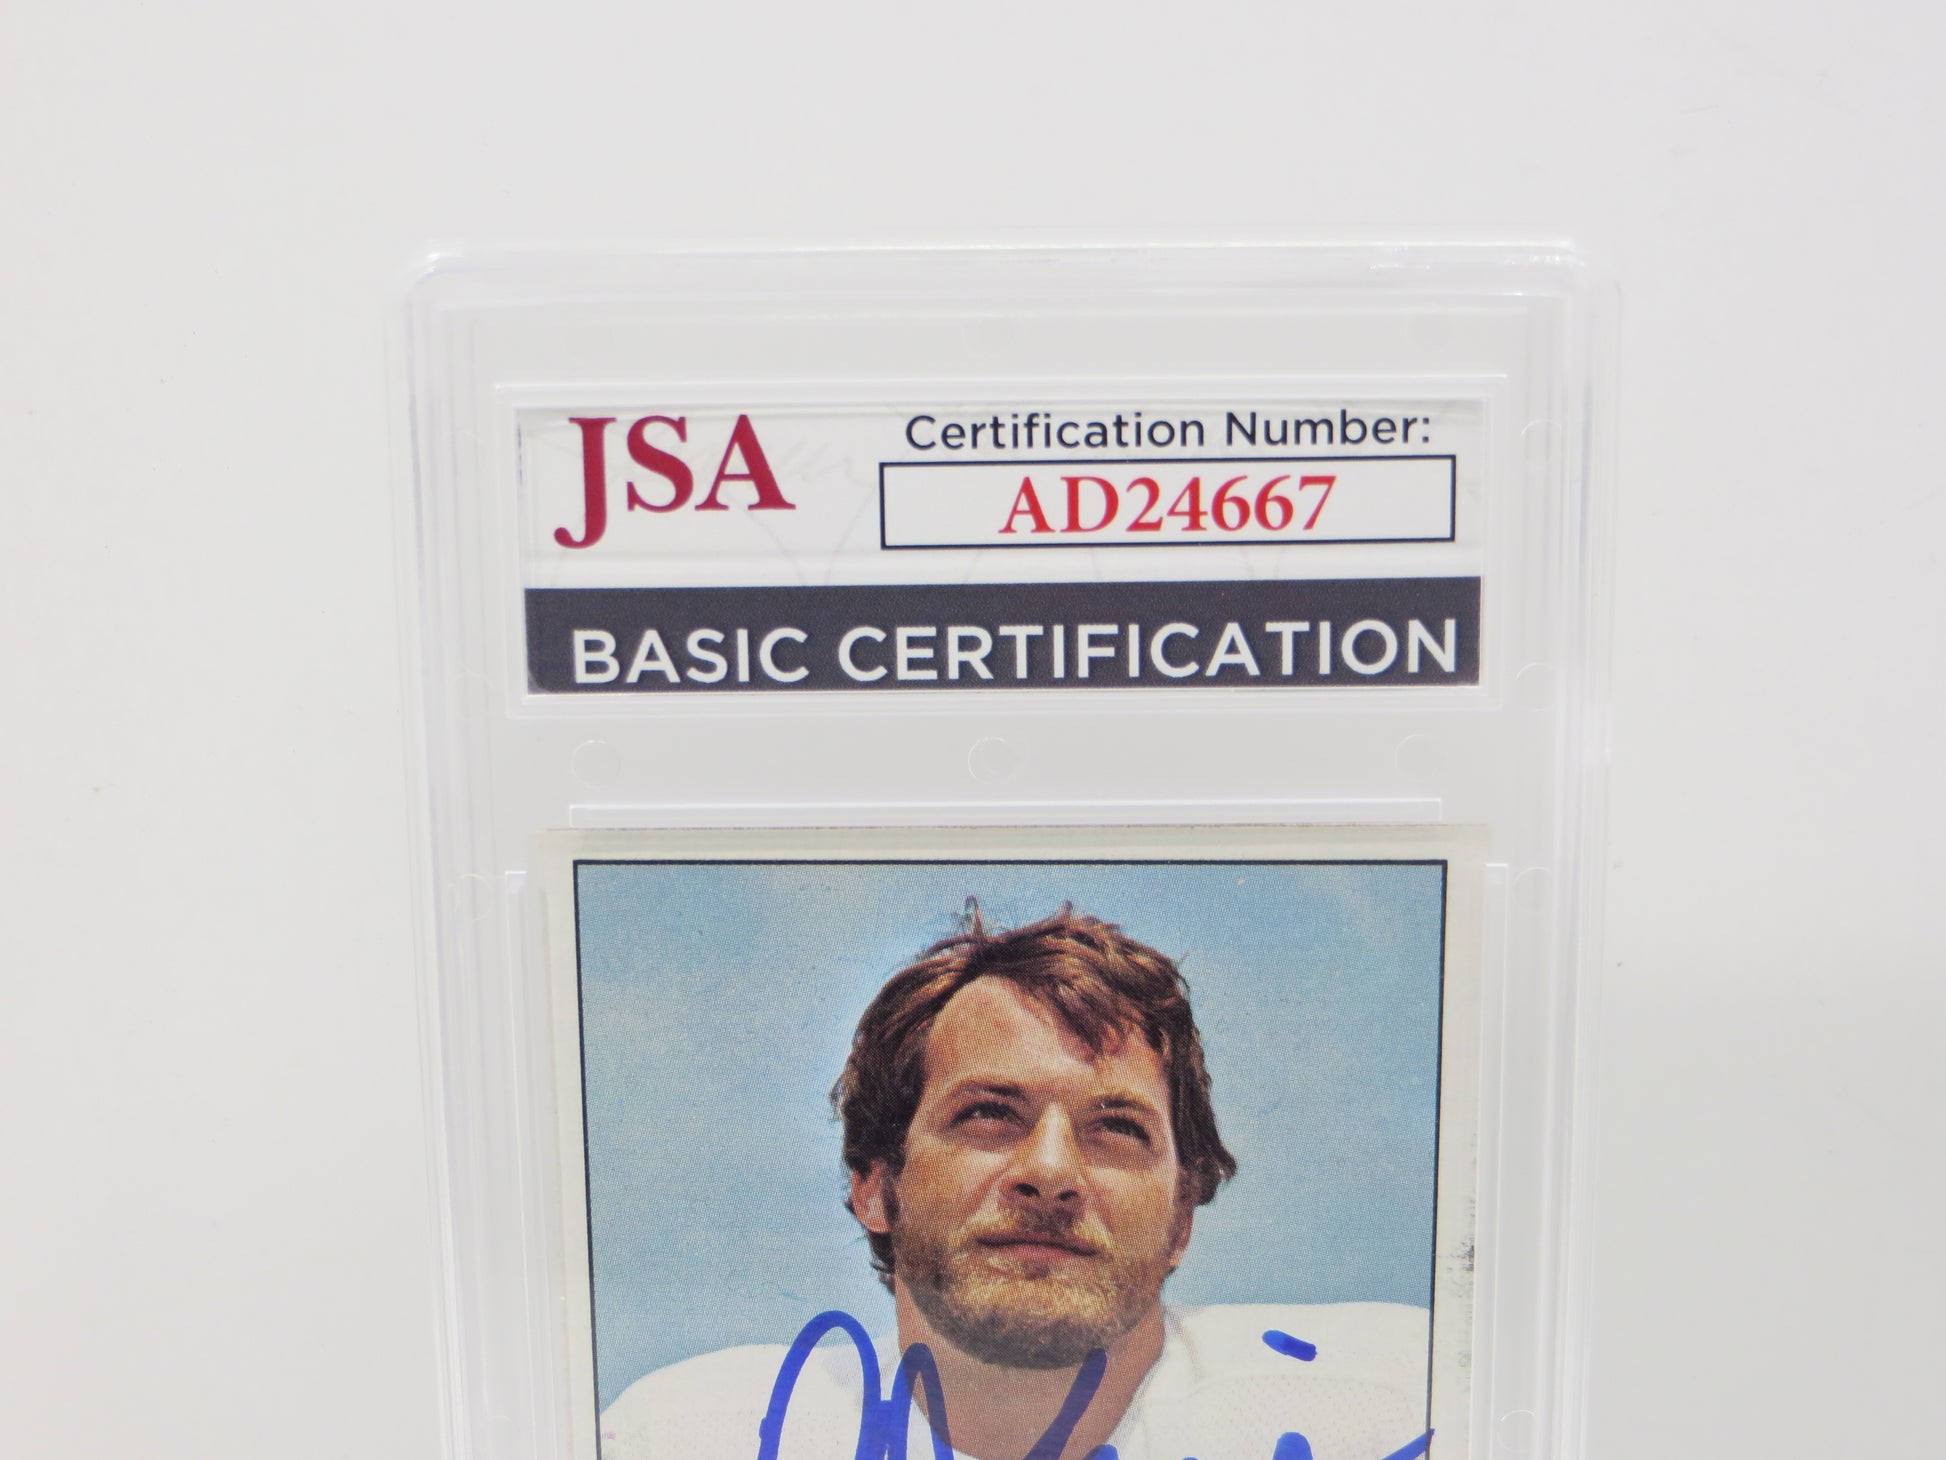 JSA
Certification Number:
AD24667
BASIC CERTIFICATION